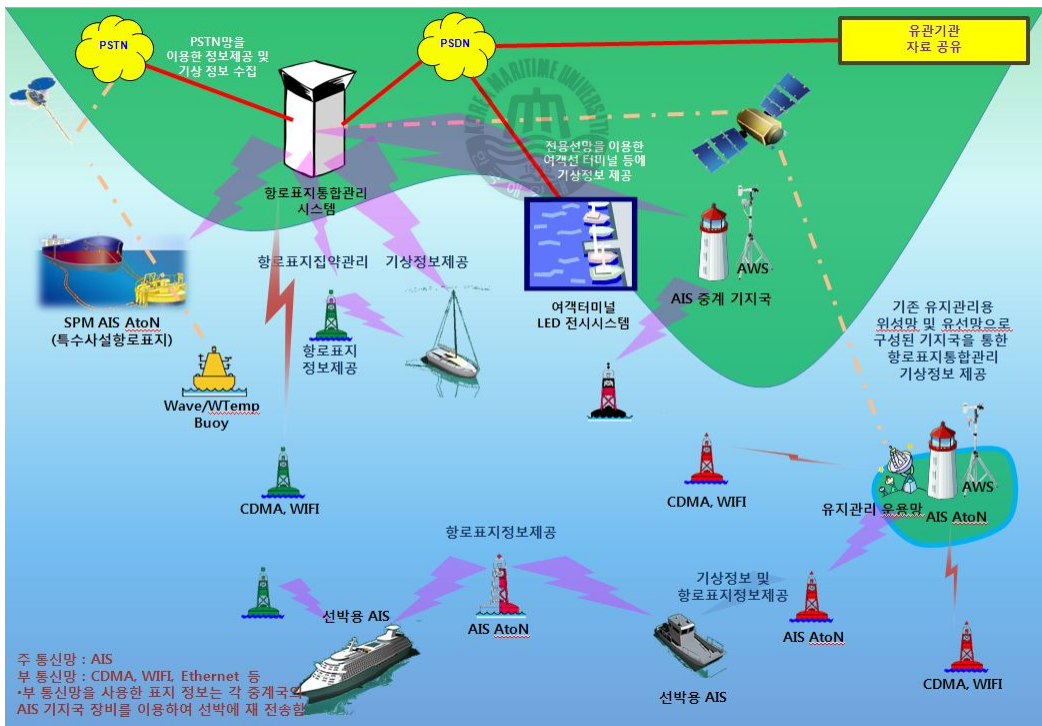 PSTN
PSTN망을
이용한 정보제공 및
기상 정보 수집
PSDN
유관기관
자료 공유
KOREA MARITIME UNIVERSITY
전용선망을 이용한
여객선 터미널 등에
기상정보 제공
항로표지통합관리
시스템
SPM AIS AtoN
(특수사설항로표지)
항로표지집약관리
기상정보제공
여객터미널
LED 전시시스템
AWS
AIS 중계 기지국
기존 유지관리용
위성망 및 유선망으로
구성된 기지국을 통한
항로표지통합관리
기상정보 제공
항로표지
정보제공
Wave/WTemp
Buoy
CDMA, WIFI
CDMA, WIFI
AWS
유지관리 운용망
AIS AtoN
항로표지정보제공
선박용 AIS
AIS AtoN
기상정보 및
항로표지정보제공
AIS AtoN
선박용 AIS
CDMA, WIFI
주 통신망 : AIS
부 통신망 : CDMA, WIFI, Ethernet 등
•부 통신망을 사용한 표지 정보는 각 중계국의
AIS 기지국 장비를 이용하여 선박에 재 전송함